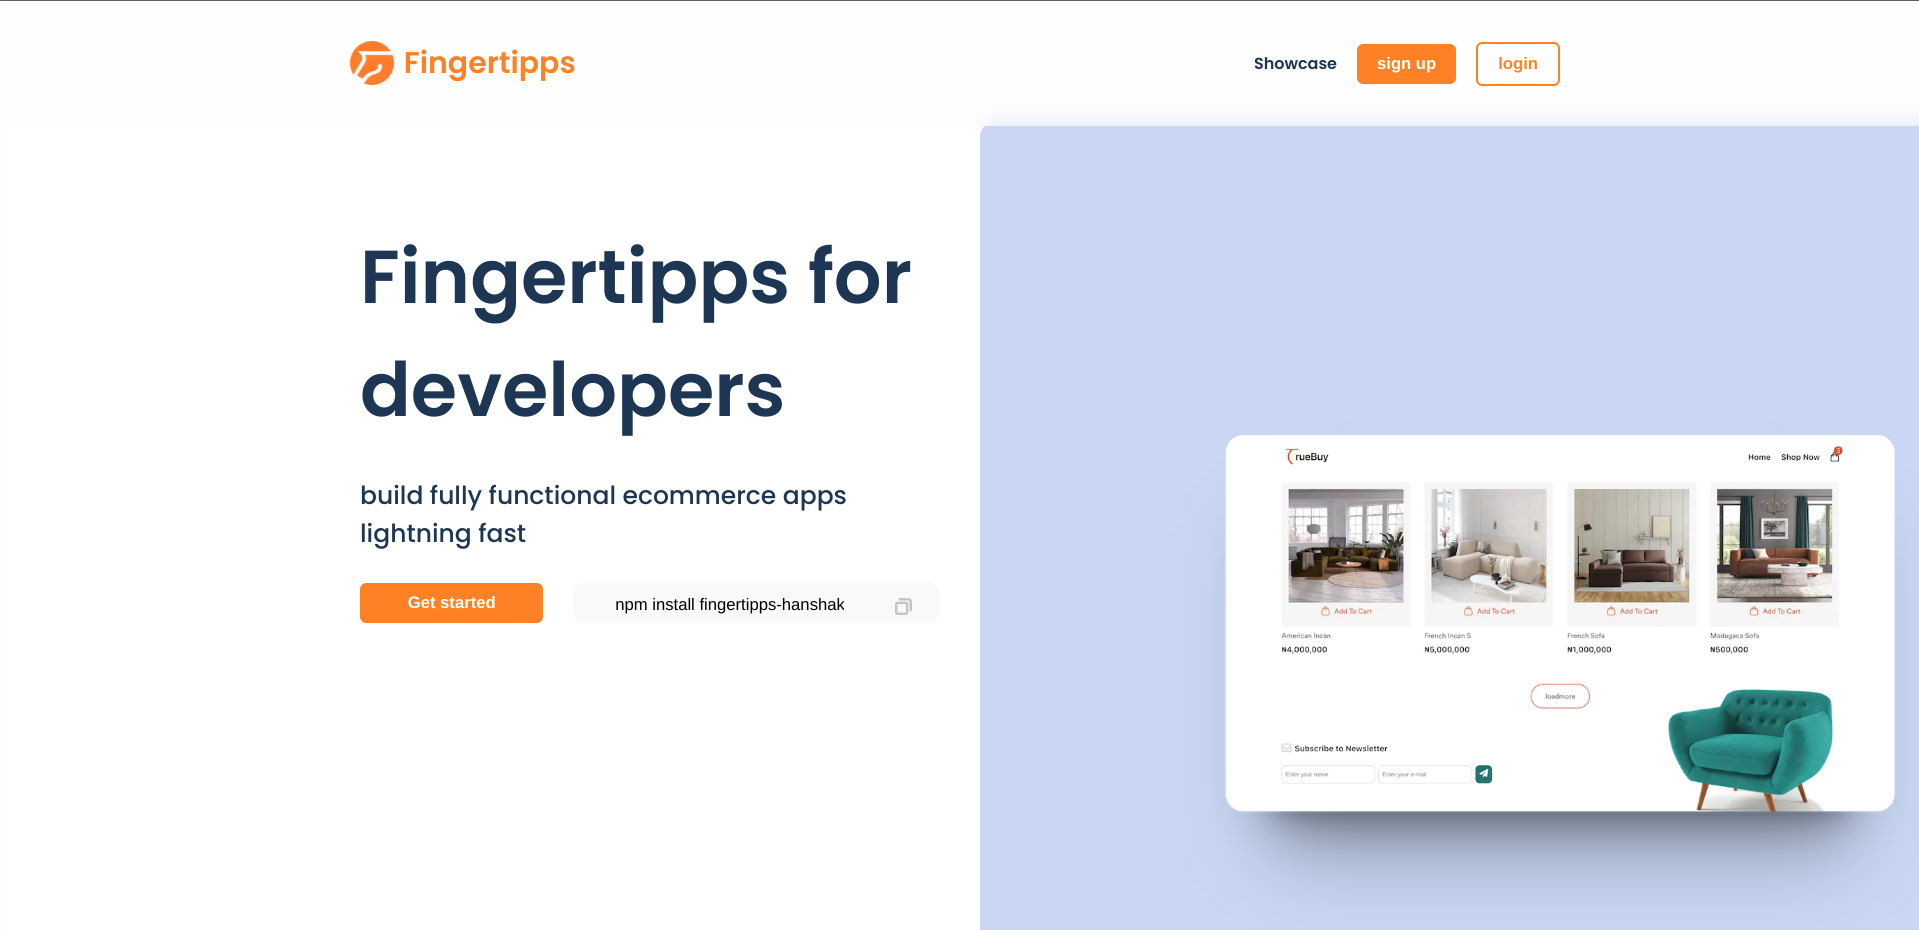 Fingertipps
Showcase
sign up
login
Fingertipps for
developers
build fully functional ecommerce apps
lightning fast
Get started
npm install fingertipps-hanshak
TrueBuy
Home
Shop Now
3
Add To Cart
Add To Cart
Add To Cart
Add To Cart
American Incan
French Incan S
French Sofa
Madagaca Sofa
₦4,000,000
₦5,000,000
₦1,000,000
₦500,000
loadmore
Subscribe to Newsletter
Enter your name
Enter your e-mail